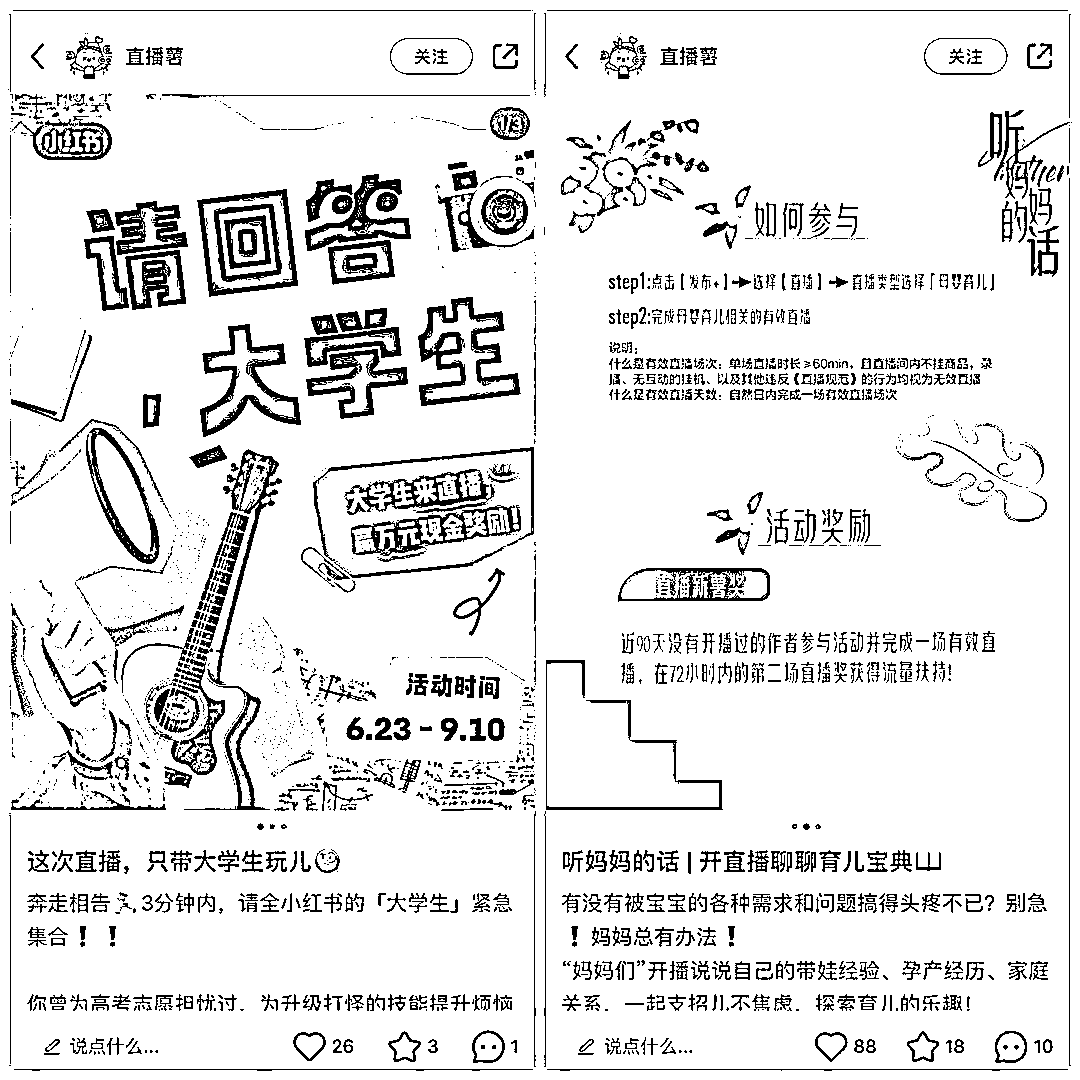 直播薯
关注
小红书
1/3
请回答
大学生
大学生来直播,
赢万元现金奖励!
活动时间
6.23 - 9.10
这次直播，只带大学生玩儿
奔走相告 3分钟内，请全小红书的「大学生」紧急
集合！！
你曾为高考志愿担忧过，为升级打怪的技能提升烦恼
说点什么...
26
3
1
直播薯
关注
听妈妈的话
如何参与
step1:点击【发布+】→选择【直播】→直播类型选择「母婴育儿」
step2:完成母婴育儿相关的有效直播
说明：
什么是有效直播场次：单场直播时长≥60min，且直播间内不挂商品，录
播、无互动的挂机、以及其他违反《直播规范》的行为均视为无效直播
什么是有效直播天数：自然日内完成一场有效直播场次
活动奖励
直播新薯奖
近90天没有开播过的作者参与活动并完成一场有效直
播，在72小时内的第二场直播奖获得流量扶持!
听妈妈的话 | 开直播聊聊育儿宝典
有没有被宝宝的各种需求和问题搞得头疼不已？别急
！妈妈总有办法！
“妈妈们”开播说说自己的带娃经验、孕产经历、家庭
关系，一起支招儿不焦虑，探索育儿的乐趣!
说点什么...
88
18
10